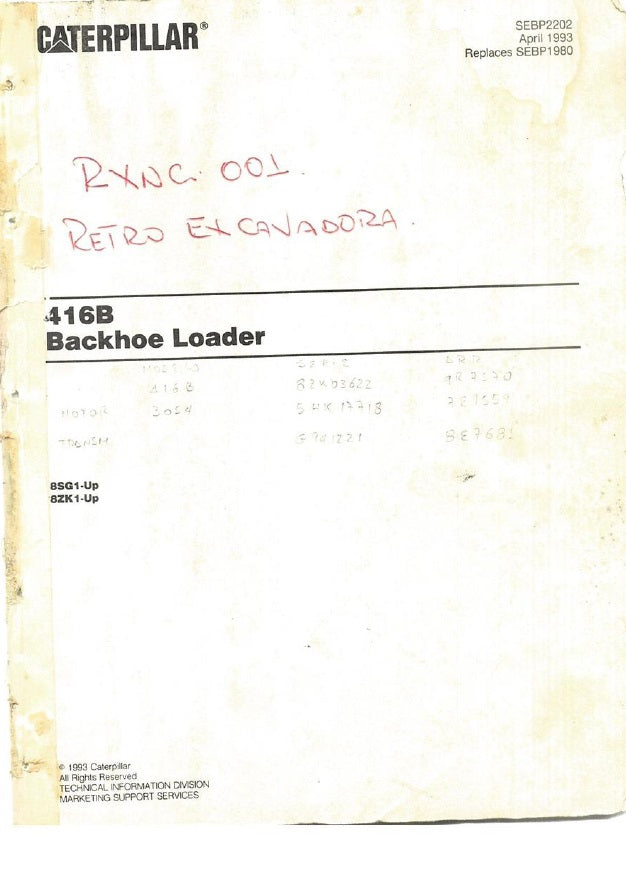 CATERPILLAR®
SEBP2202
April 1993
Replaces SEBP1980
RXNC. 001.
RETRO EXCAVADORA.
416B
Backhoe Loader
416B 8ZK03622
MOTOR 3054
8SG1-Up
8ZK1-Up
© 1993 Caterpillar
All Rights Reserved
TECHNICAL INFORMATION DIVISION
MARKETING SUPPORT SERVICES